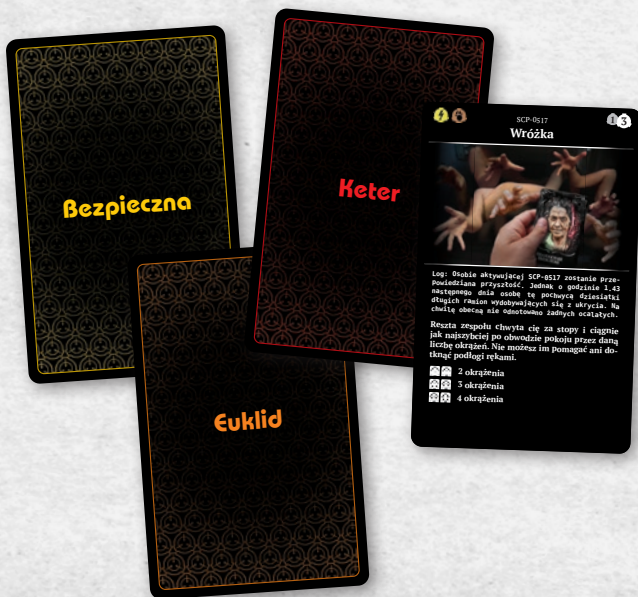 Bezpieczna
Keter
Euklid
1 3
SCP-0517
Wróżka
Log: Osobie aktywującej SCP-0517 zostanie prze-
Powiedziana przyszłość. Jednak o godzinie 1.43
następnego dnia osobę tę pochwycą dziesiątki
długich ramion wydobywających się z ukrycia. Na
chwilę obecną nie odnotowano żadnych ocalałych.
Reszta zespołu chwyta cię za stopy i ciągnie
jak najszybciej po obwodzie pokoju przez daną
liczbę okrążeń. Nie możesz im pomagać ani do-
tknąć podłogi rękami.
2 okrążenia
3 okrążenia
4 okrążenia